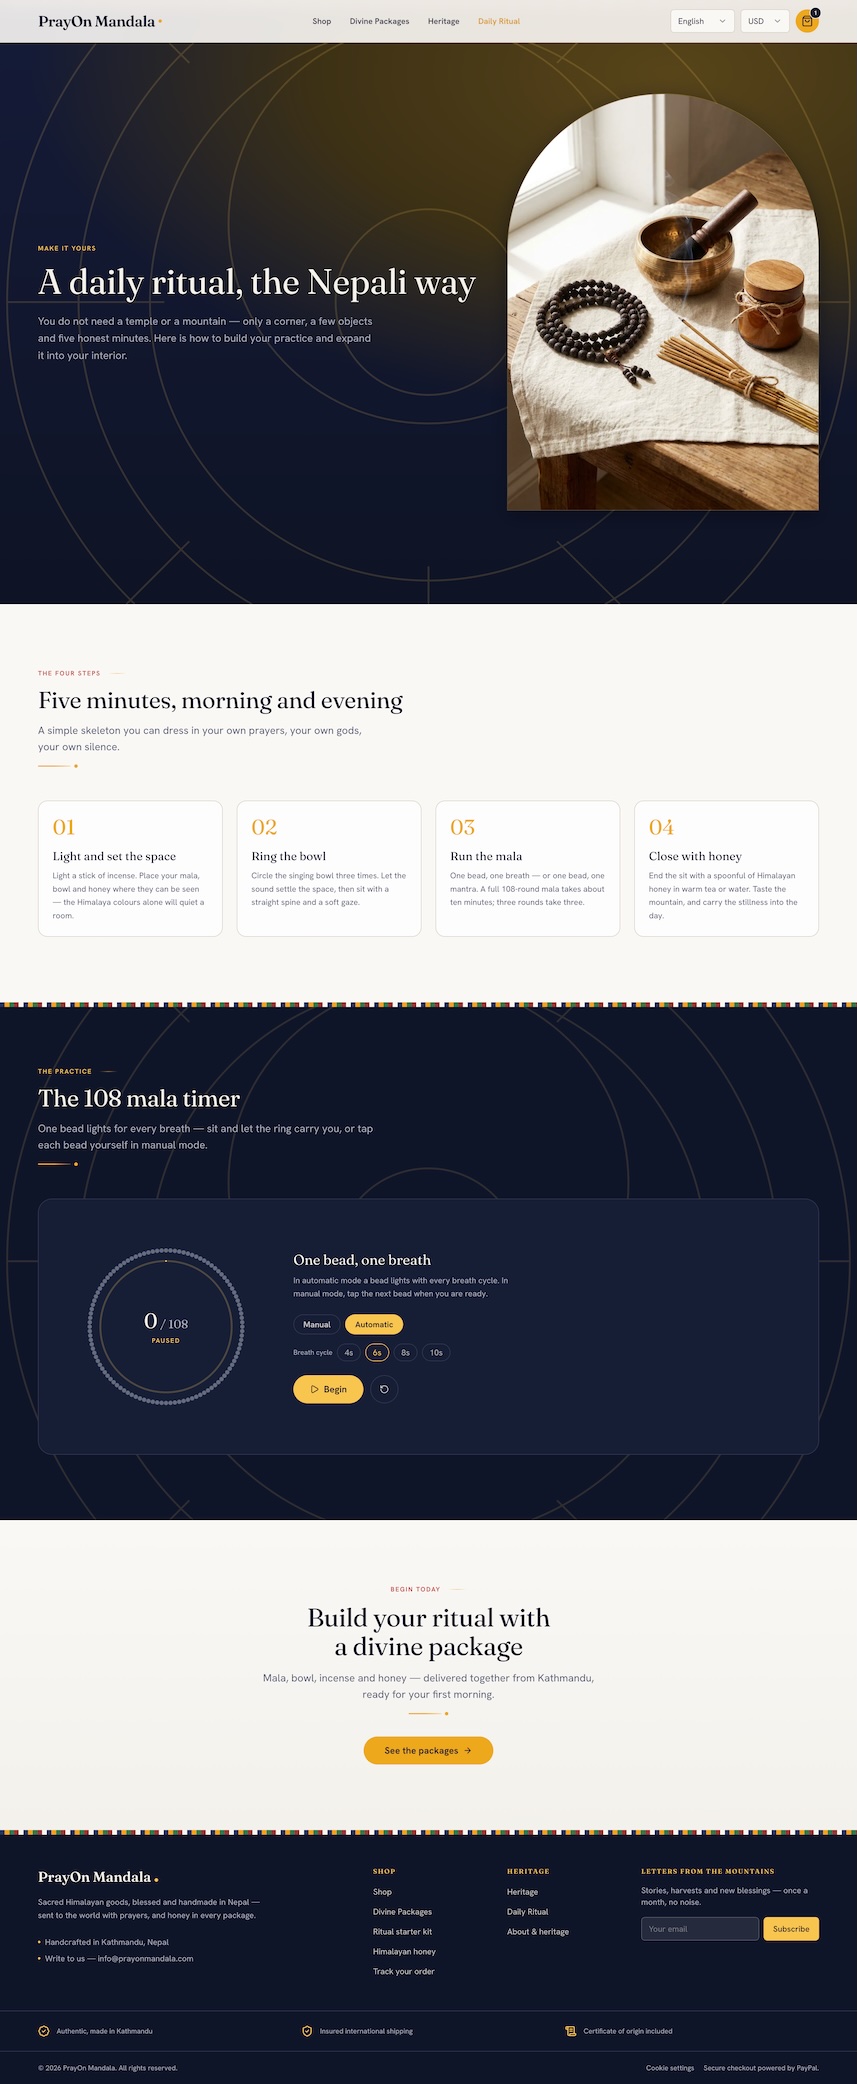 PrayOn Mandala
Shop
Divine Packages
Heritage
Daily Ritual
English
USD
1
MAKE IT YOURS
A daily ritual, the Nepali way
You do not need a temple or a mountain — only a corner, a few objects
and five honest minutes. Here is how to build your practice and expand
it into your interior.
THE FOUR STEPS
Five minutes, morning and evening
A simple skeleton you can dress in your own prayers, your own gods,
your own silence.
01
Light and set the space
Light a stick of incense. Place your mala,
bowl and honey where they can be seen
— the Himalaya colours alone will quiet a
room.
02
Ring the bowl
Circle the singing bowl three times. Let the
sound settle the space, then sit with a
straight spine and a soft gaze.
03
Run the mala
One bead, one breath — or one bead, one
mantra. A full 108-round mala takes about
ten minutes; three rounds take three.
04
Close with honey
End the sit with a spoonful of Himalayan
honey in warm tea or water. Taste the
mountain, and carry the stillness into the
day.
THE PRACTICE
The 108 mala timer
One bead lights for every breath — sit and let the ring carry you, or tap
each bead yourself in manual mode.
0 / 108
PAUSED
One bead, one breath
In automatic mode a bead lights with every breath cycle. In
manual mode, tap the next bead when you are ready.
Manual
Automatic
Breath cycle
4s
6s
8s
10s
Begin
BEGIN TODAY
Build your ritual with
a divine package
Mala, bowl, incense and honey — delivered together from Kathmandu,
ready for your first morning.
See the packages
PrayOn Mandala
Sacred Himalayan goods, blessed and handmade in Nepal —
sent to the world with prayers, and honey in every package.
Handcrafted in Kathmandu, Nepal
Write to us — info@prayonmandala.com
SHOP
Shop
Divine Packages
Ritual starter kit
Himalayan honey
Track your order
HERITAGE
Heritage
Daily Ritual
About & heritage
LETTERS FROM THE MOUNTAINS
Stories, harvests and new blessings — once a
month, no noise.
Your email
Subscribe
Authentic, made in Kathmandu
Insured international shipping
Certificate of origin included
© 2026 PrayOn Mandala. All rights reserved.
Cookie settings
Secure checkout powered by PayPal.